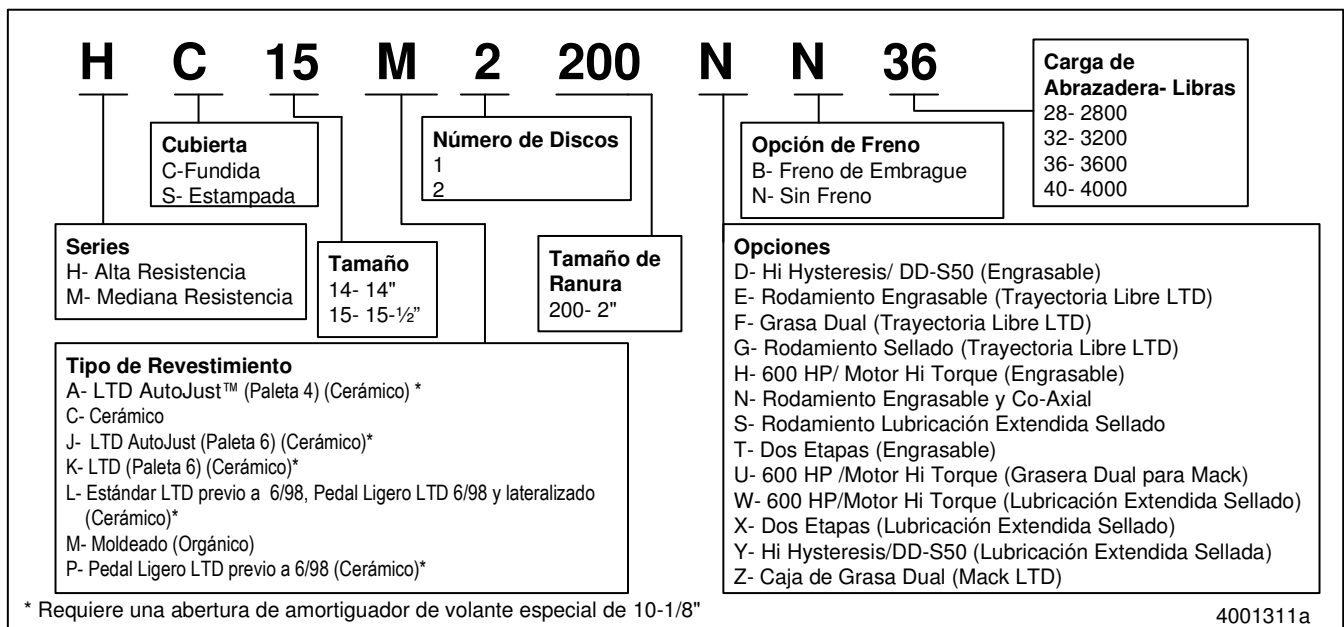 H C 15 M 2 200 N N 36
Carga de
Abrazadera- Libras
28- 2800
32- 3200
36- 3600
40- 4000
Cubierta
C-Fundida
S- Estampada
Número de Discos
1
2
Opción de Freno
B- Freno de Embrague
N- Sin Freno
Series
H- Alta Resistencia
M- Mediana Resistencia
Tamaño
14- 14"
15- 15-½”
Tamaño de
Ranura
200- 2"
Opciones
D- Hi Hysteresis/ DD-S50 (Engrasable)
E- Rodamiento Engrasable (Trayectoria Libre LTD)
F- Grasa Dual (Trayectoria Libre LTD)
G- Rodamiento Sellado (Trayectoria Libre LTD)
H- 600 HP/ Motor Hi Torque (Engrasable)
N- Rodamiento Engrasable y Co-Axial
S- Rodamiento Lubricación Extendida Sellado
T- Dos Etapas (Engrasable)
U- 600 HP /Motor Hi Torque (Grasera Dual para Mack)
W- 600 HP/Motor Hi Torque (Lubricación Extendida Sellado)
X- Dos Etapas (Lubricación Extendida Sellado)
Y- Hi Hysteresis/DD-S50 (Lubricación Extendida Sellada)
Z- Caja de Grasa Dual (Mack LTD)
Tipo de Revestimiento
A- LTD AutoJust™ (Paleta 4) (Cerámico) *
C- Cerámico
J- LTD AutoJust (Paleta 6) (Cerámico)*
K- LTD (Paleta 6) (Cerámico)*
L- Estándar LTD previo a 6/98, Pedal Ligero LTD 6/98 y lateralizado
(Cerámico)*
M- Moldeado (Orgánico)
P- Pedal Ligero LTD previo a 6/98 (Cerámico)*
* Requiere una abertura de amortiguador de volante especial de 10-1/8"
4001311a